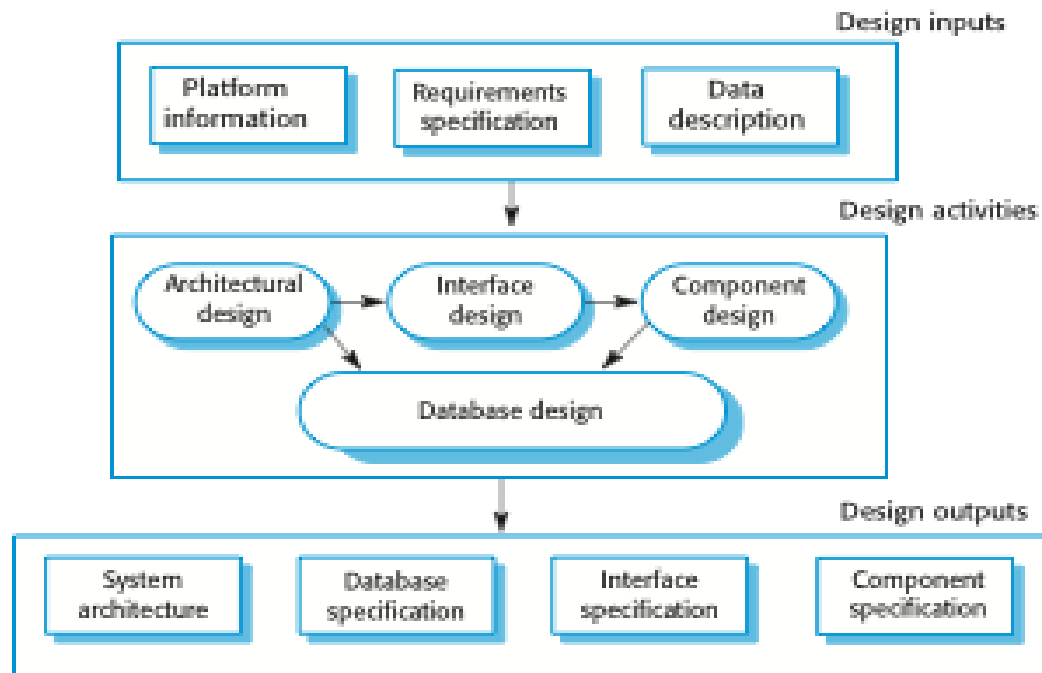 Design inputs
Platform
information
Requirements
specification
Data
description
Design activities
Architectural
design
Interface
design
Component
design
Database design
Design outputs
System
architecture
Database
specification
Interface
specification
Component
specification